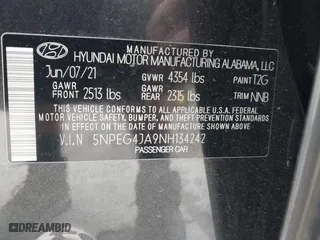 MANUFACTURED BY
HYUNDAI MOTOR MANUFACTURING ALABAMA, LLC
Jun/07/21 GVWR 4354 lbs PAINT T2G
GAWR FRONT 2513 lbs GAWR REAR 2315 lbs TRIM NNB
THIS VEHICLE CONFORMS TO ALL APPLICABLE U.S. FEDERAL
MOTOR VEHICLE SAFETY, BUMPER, AND THEFT PREVENTION
STANDARDS IN EFFECT ON THE DATE OF MANUFACTURE SHOWN ABOVE.
V.I.N 5NPEG4JA9NH134242
PASSENGER CAR